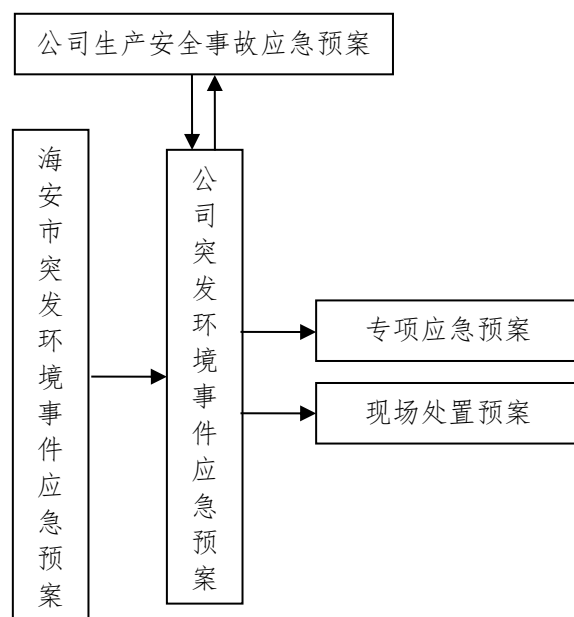 公司生产安全事故应急预案
海安市突发环境事件应急预案
公司突发环境事件应急预案
专项应急预案
现场处置预案